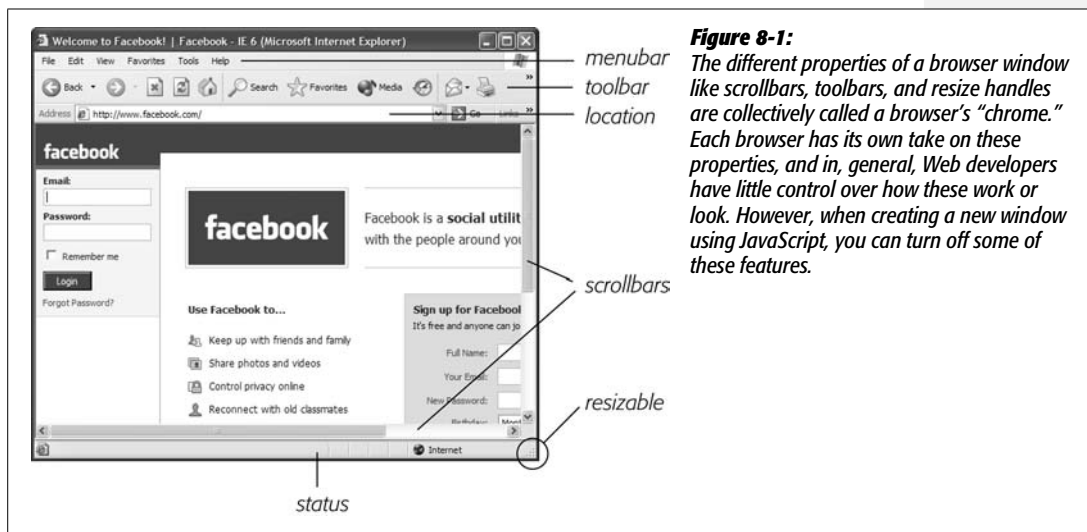 Welcome to Facebook! | Facebook - IE 6 (Microsoft Internet Explorer)
File Edit View Favorites Tools Help
Back Search Favorites Media »
Address http://www.facebook.com/ Go Links »
facebook
Email:
Password:
Remember me
Login
Forgot Password?
facebook
Facebook is a social utilit
with the people around you
Use Facebook to...
Keep up with friends and family
Share photos and videos
Control privacy online
Reconnect with old classmates
Sign up for Facebook
It's free and anyone can jo
Full Name:
Your Email:
New Password:
Birthday:
Internet
menubar
toolbar
location
scrollbars
resizable
status
Figure 8-1:
The different properties of a browser window
like scrollbars, toolbars, and resize handles
are collectively called a browser's “chrome.”
Each browser has its own take on these
properties, and in, general, Web developers
have little control over how these work or
look. However, when creating a new window
using JavaScript, you can turn off some of
these features.